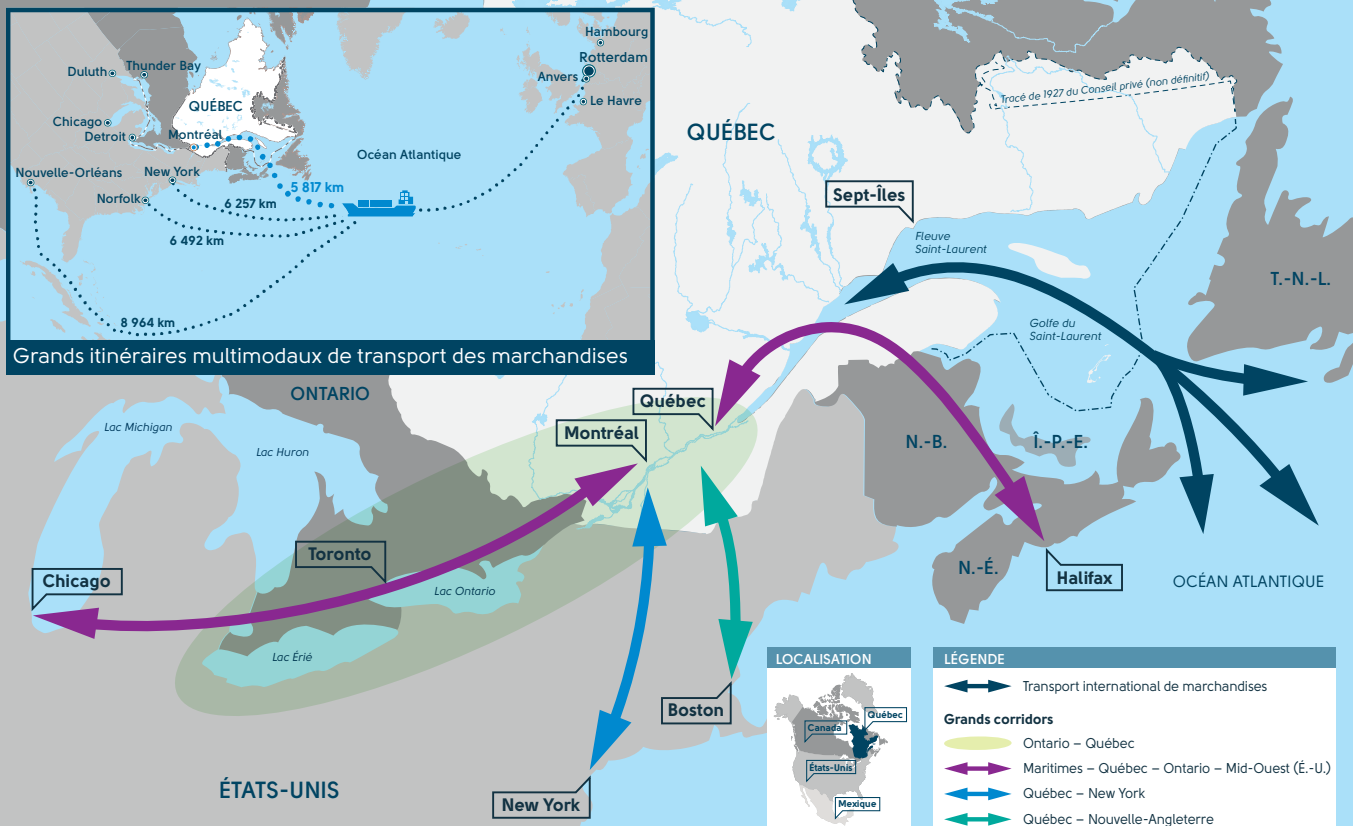 Hambourg
Rotterdam
Anvers
Le Havre
Duluth
Thunder Bay
QUÉBEC
Chicago
Detroit
Montréal
Océan Atlantique
Nouvelle-Orléans
New York
Norfolk
5 817 km
6 257 km
6 492 km
8 964 km
Grands itinéraires multimodaux de transport des marchandises
Tracé de 1927 du Conseil privé (non définitif)
QUÉBEC
Sept-Îles
Fleuve
Saint-Laurent
T.-N.-L.
Golfe du
Saint-Laurent
ONTARIO
Québec
Montréal
Lac Michigan
Lac Huron
N.-B.
Î.-P.-E.
Toronto
Chicago
Lac Ontario
N.-É.
Halifax
OCÉAN ATLANTIQUE
Lac Érié
Boston
ÉTATS-UNIS
New York
LOCALISATION
Québec
Canada
États-Unis
Mexique
LÉGENDE
Transport international de marchandises
Grands corridors
Ontario – Québec
Maritimes – Québec – Ontario – Mid-Ouest (É.-U.)
Québec – New York
Québec – Nouvelle-Angleterre